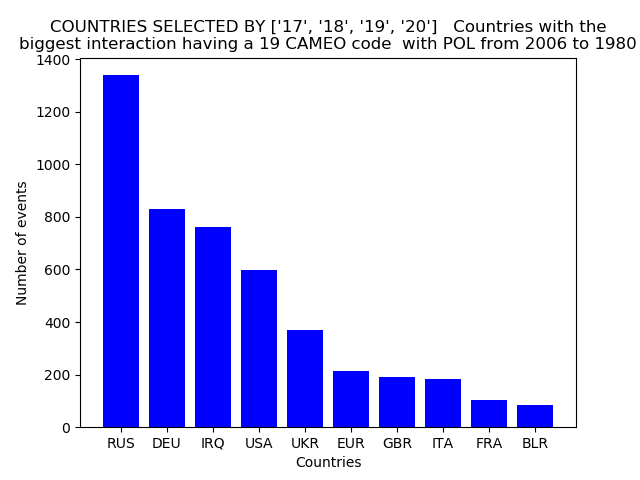 COUNTRIES SELECTED BY ['17', '18', '19', '20']   Countries with the
biggest interaction having a 19 CAMEO code  with POL from 2006 to 1980
1400
1200
1000
800
600
400
200
0
Number of events
RUS DEU IRQ USA UKR EUR GBR ITA FRA BLR
Countries